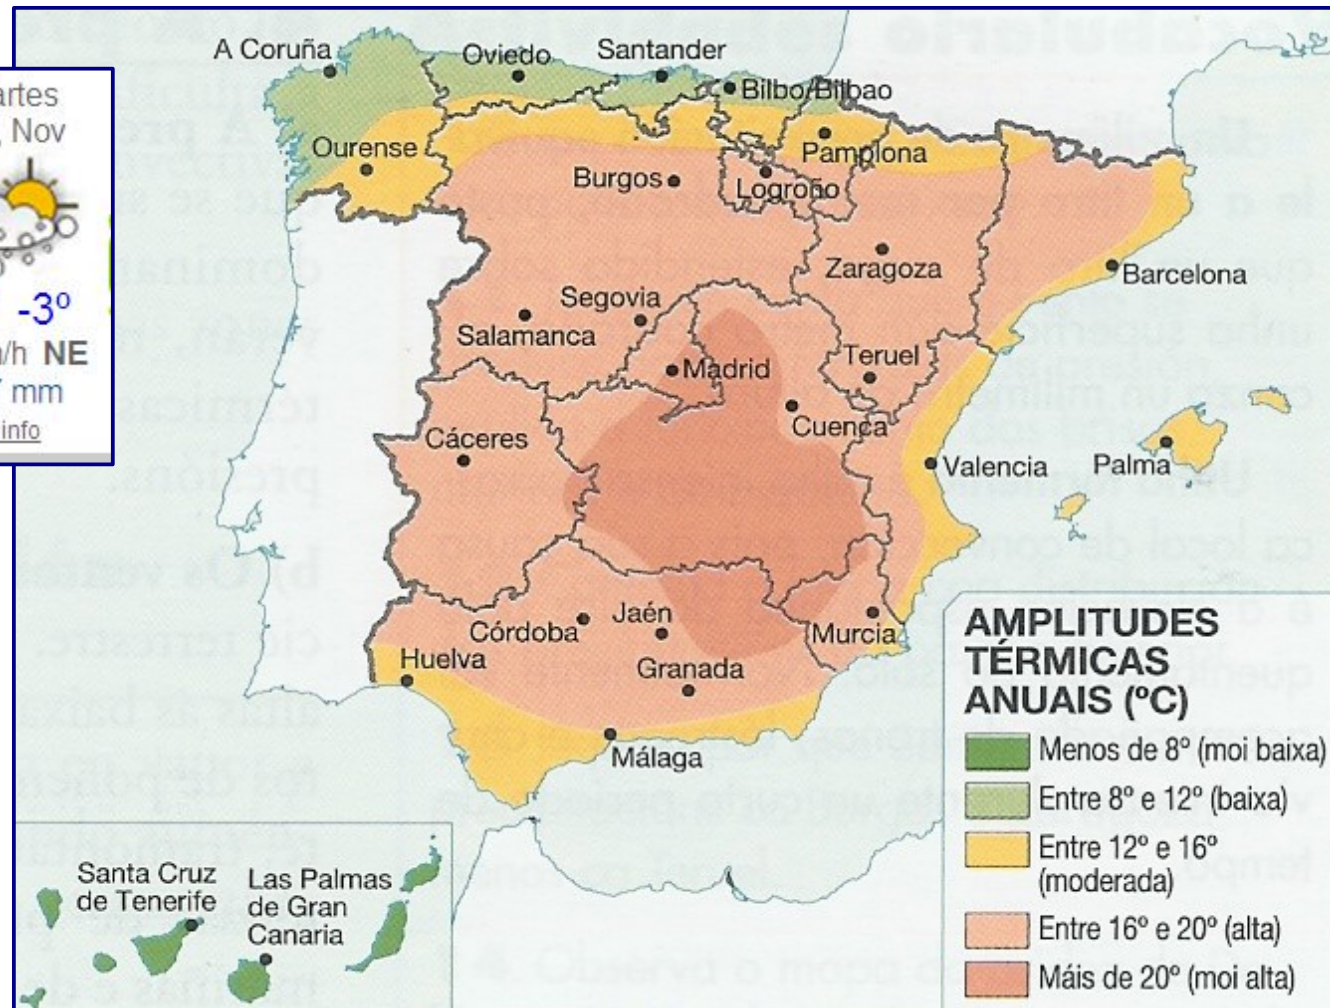 A Coruña
Oviedo
Santander
Bilbo/Bilbao
Ourense
Pamplona
Burgos
Logroño
Zaragoza
Barcelona
Segovia
Salamanca
Madrid
Teruel
Cuenca
Cáceres
Valencia
Palma
Jaén
Córdoba
Murcia
Huelva
Granada
Málaga
Santa Cruz
de Tenerife
Las Palmas
de Gran
Canaria
AMPLITUDES
TÉRMICAS
ANUAIS (ºC)
Menos de 8º (moi baixa)
Entre 8º e 12º (baixa)
Entre 12º e 16º
(moderada)
Entre 16º e 20º (alta)
Máis de 20º (moi alta)
artes
Nov
-3º
/h NE
mm
info